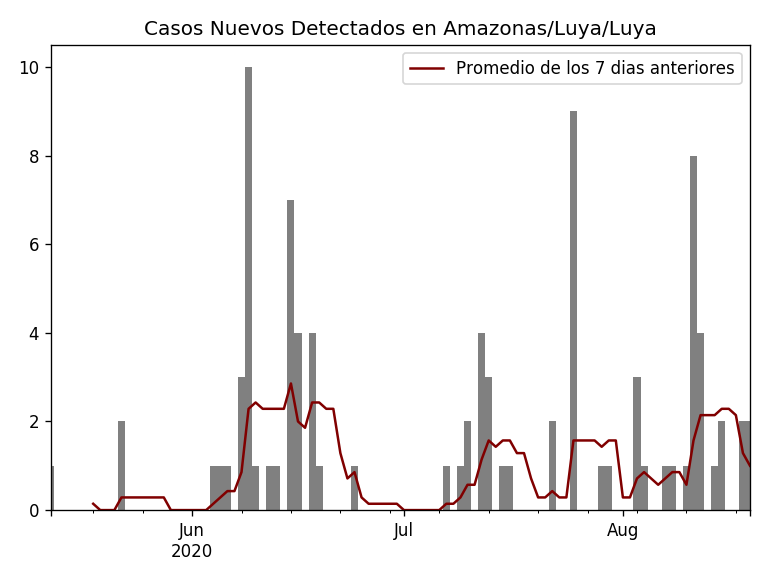 Casos Nuevos Detectados en Amazonas/Luya/Luya
Promedio de los 7 dias anteriores
10
8
6
4
2
0
Jun
2020
Jul
Aug